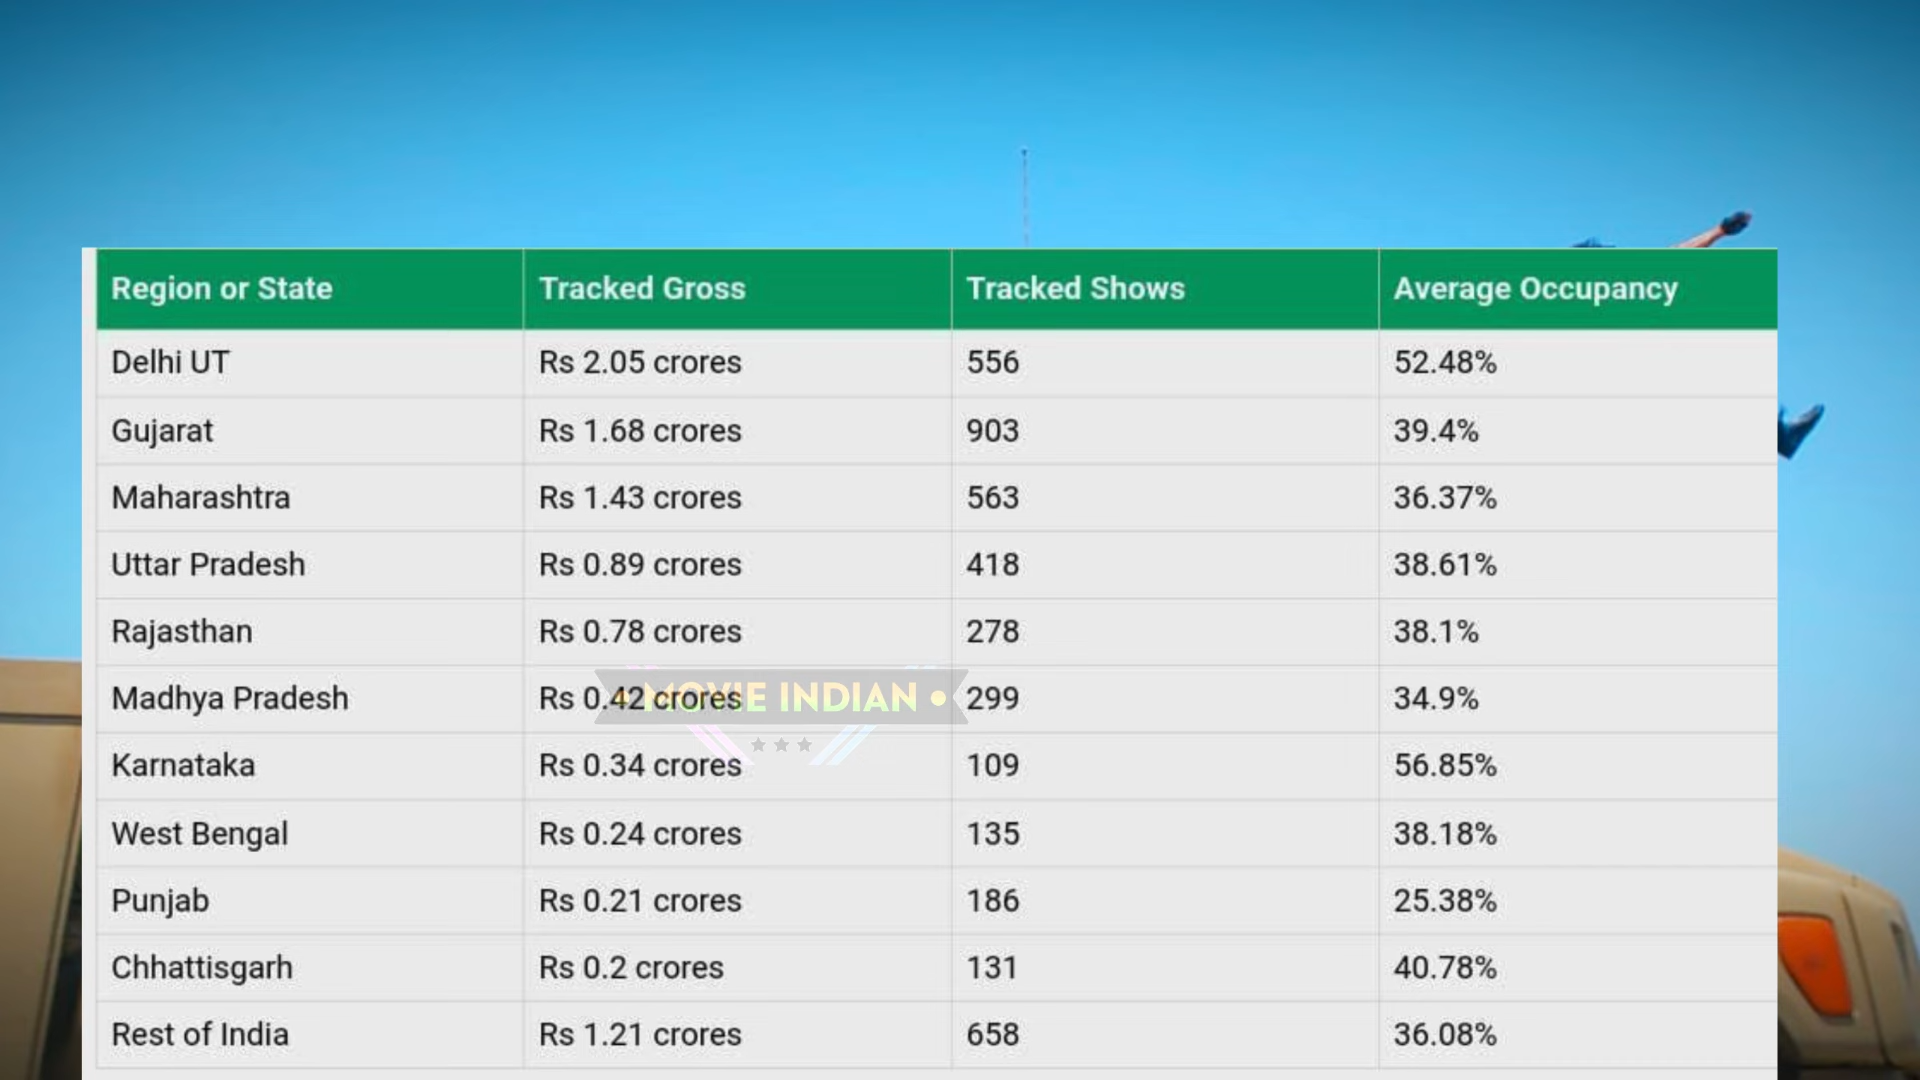 Region or State Tracked Gross Tracked Shows Average Occupancy
Delhi UT Rs 2.05 crores 556 52.48%
Gujarat Rs 1.68 crores 903 39.4%
Maharashtra Rs 1.43 crores 563 36.37%
Uttar Pradesh Rs 0.89 crores 418 38.61%
Rajasthan Rs 0.78 crores 278 38.1%
Madhya Pradesh Rs 0.42 crores 299 34.9%
MOVIE INDIAN
Karnataka Rs 0.34 crores 109 56.85%
West Bengal Rs 0.24 crores 135 38.18%
Punjab Rs 0.21 crores 186 25.38%
Chhattisgarh Rs 0.2 crores 131 40.78%
Rest of India Rs 1.21 crores 658 36.08%